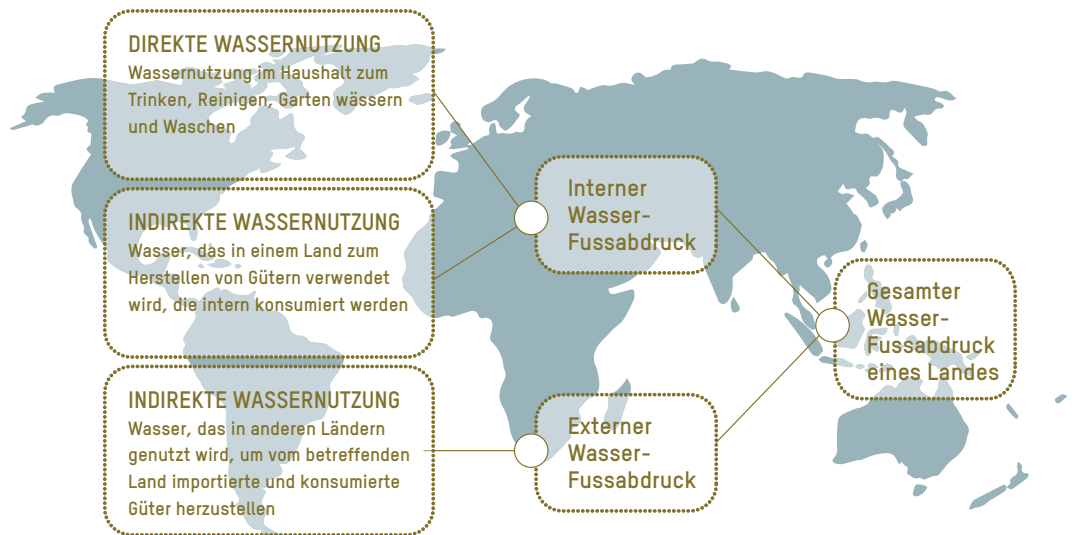 DIREKTE WASSERNUTZUNG
Wassernutzung im Haushalt zum
Trinken, Reinigen, Garten wässern
und Waschen
INDIREKTE WASSERNUTZUNG
Wasser, das in einem Land zum
Herstellen von Gütern verwendet
wird, die intern konsumiert werden
INDIREKTE WASSERNUTZUNG
Wasser, das in anderen Ländern
genutzt wird, um vom betreffenden
Land importierte und konsumierte
Güter herzustellen
Interner
Wasser-
Fussabdruck
Externer
Wasser-
Fussabdruck
Gesamter
Wasser-
Fussabdruck
eines Landes